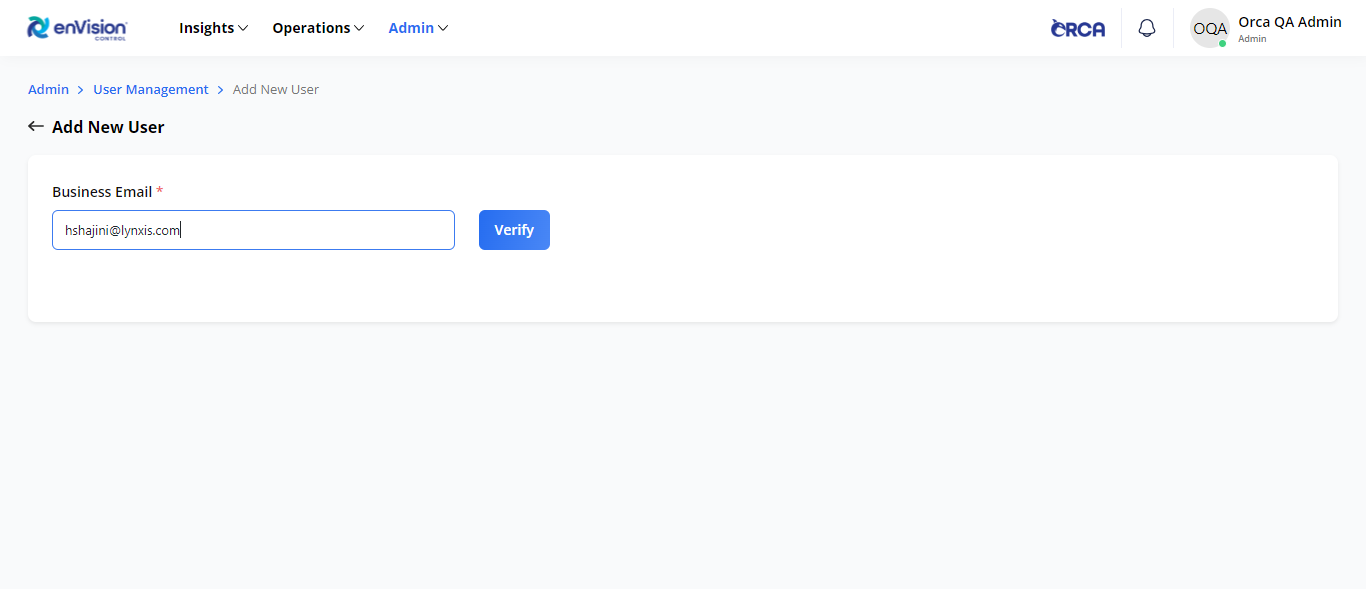 enVision
CONTROL
Insights
Operations
Admin
ORCA
OQA
Orca QA Admin
Admin
Admin > User Management > Add New User
Add New User
Business Email *
hshajini@lynxis.com
Verify